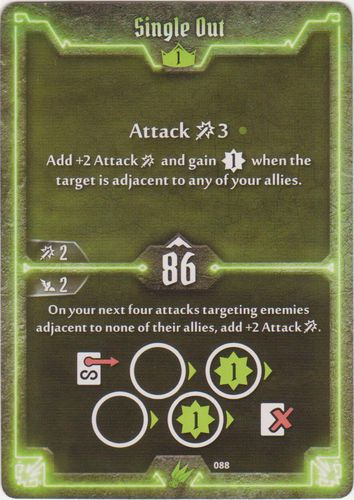 Single Out
1
Attack 3
Add +2 Attack and gain 1 when the
target is adjacent to any of your allies.
2
86
2
On your next four attacks targeting enemies
adjacent to none of their allies, add +2 Attack.
S
1
1
X
088